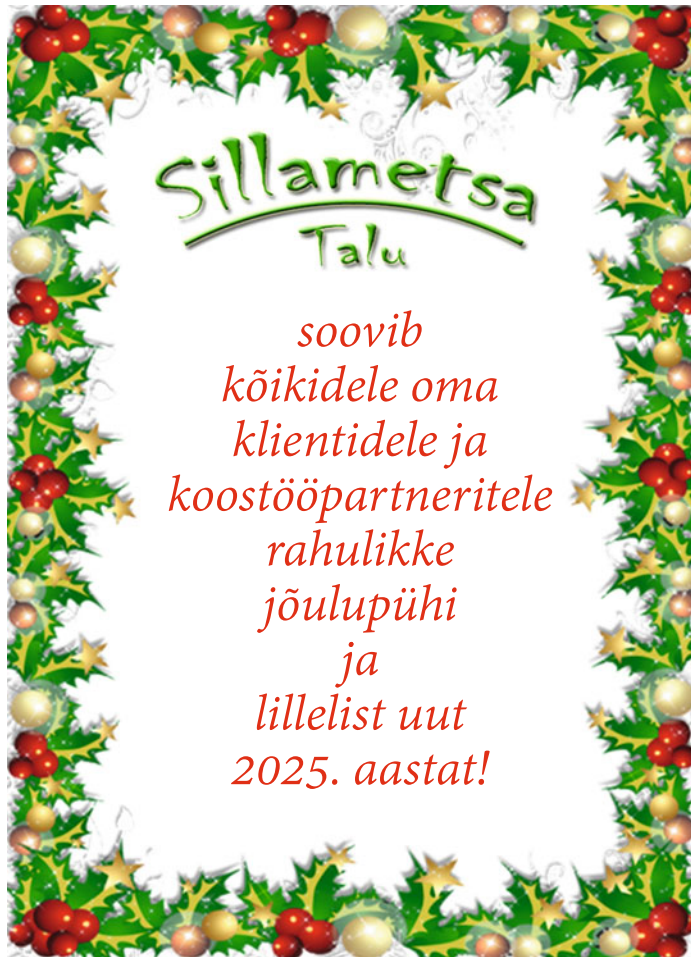 Sillametsa
Talu
soovib
kõikidele oma
klientidele ja
koostööpartneritele
rahulikke
jõulupühi
ja
lillelist uut
2025. aastat!